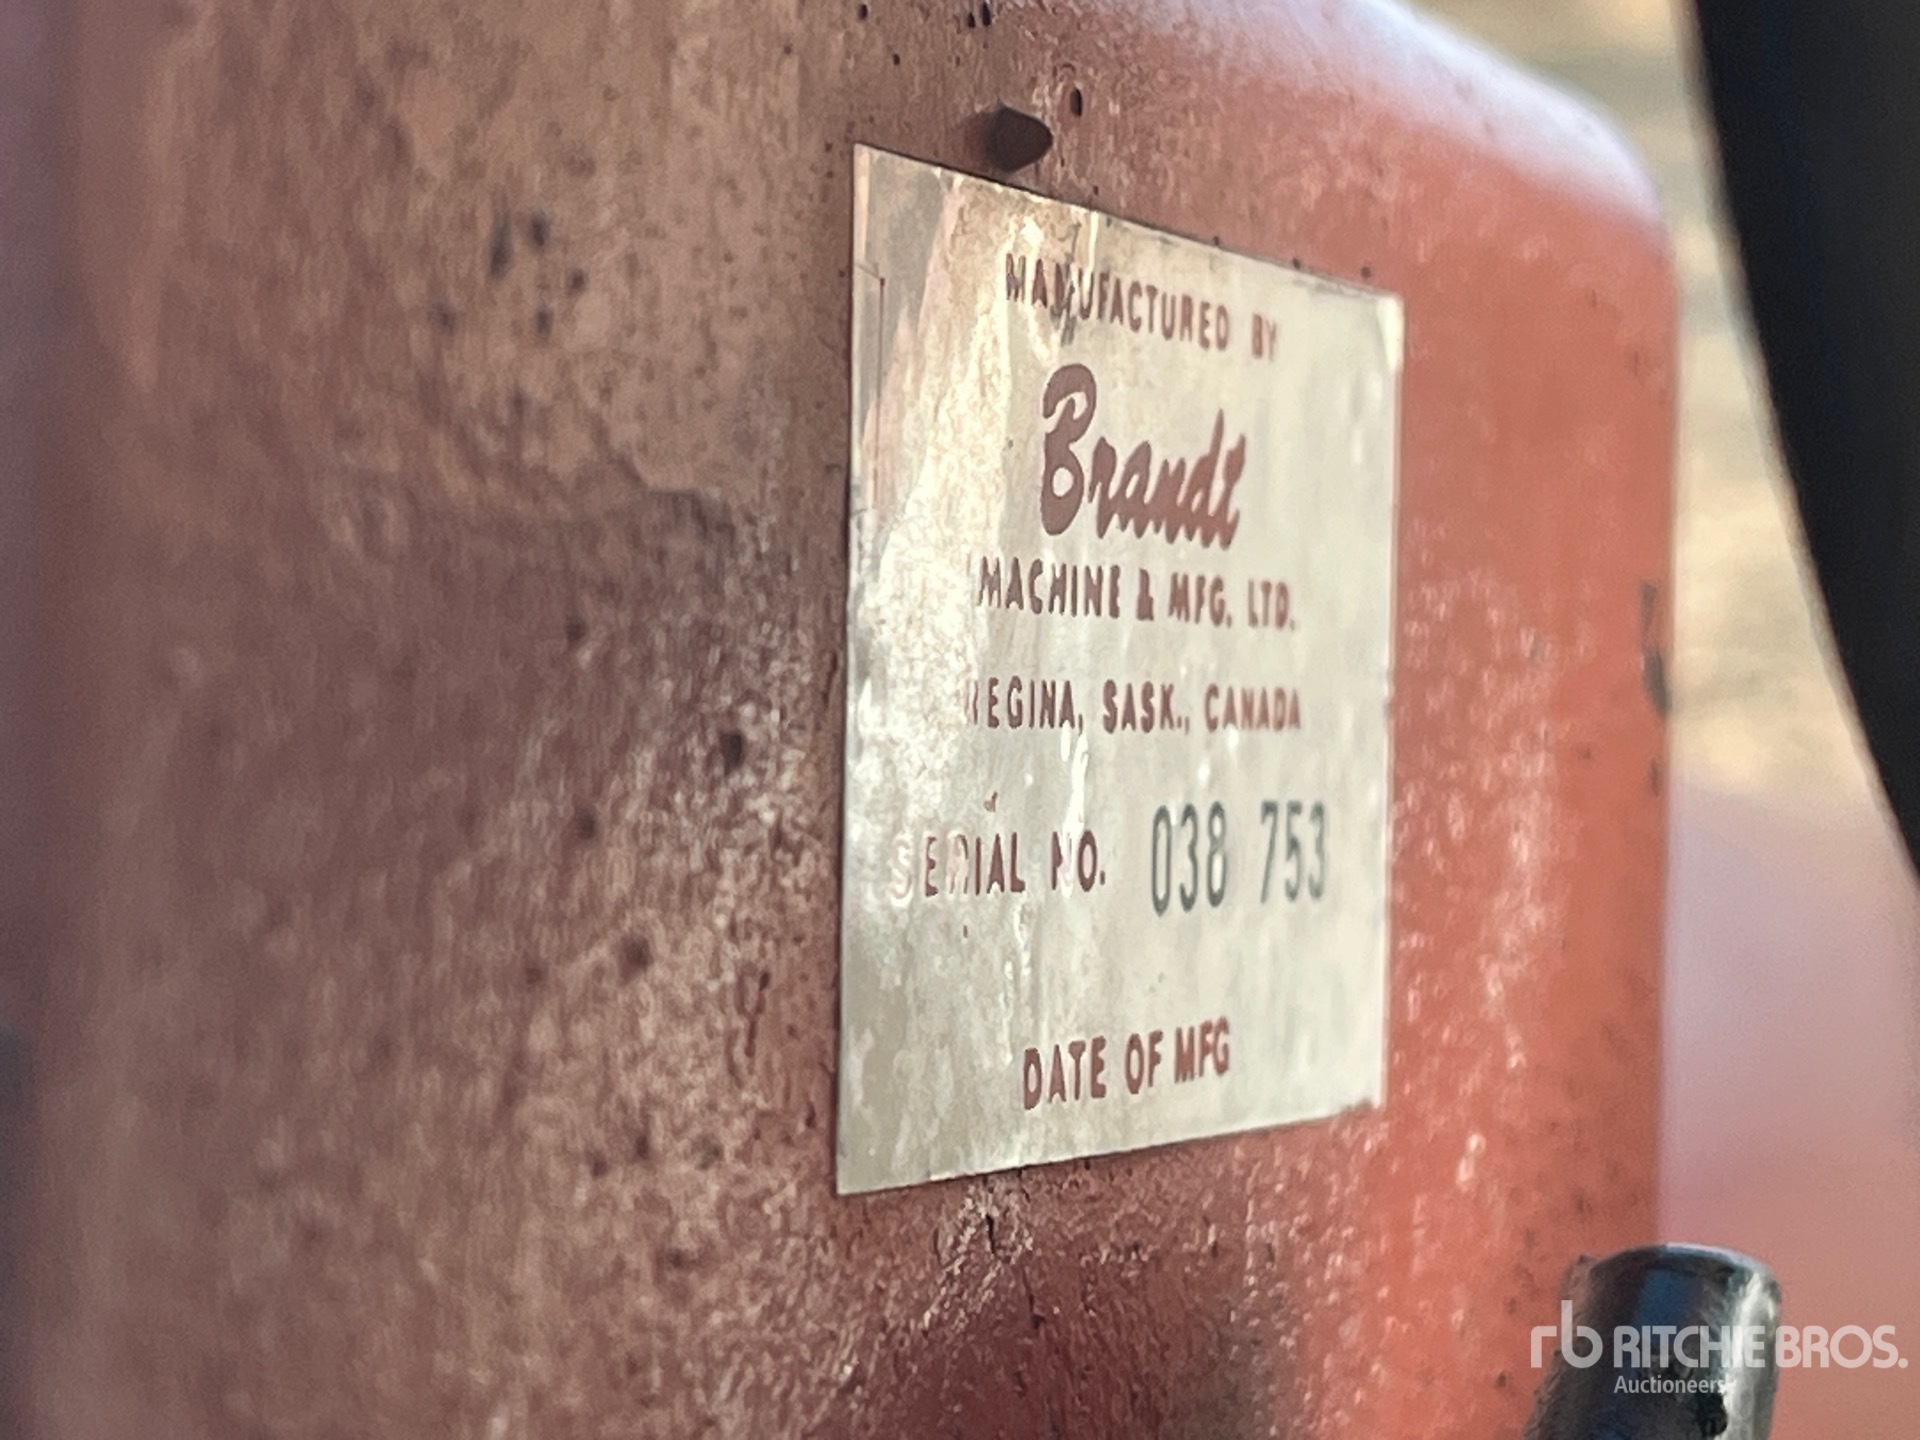 MANUFACTURED BY
Brandt
MACHINE & MFG. LTD.
REGINA, SASK., CANADA
SERIAL NO. 038 753
DATE OF MFG
rb RITCHIE BROS.
Auctioneers